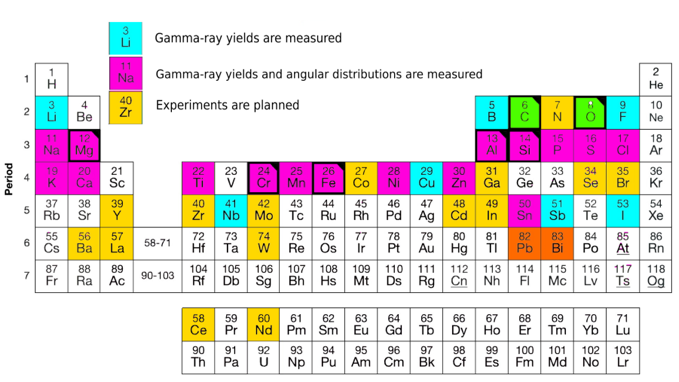 3
Li
Gamma-ray yields are measured
11
Na
Gamma-ray yields and angular distributions are measured
40
Zr
Experiments are planned
Period
1
1 2
H He
2
3 4 5 6 7 8 9 10
Li Be B C N O F Ne
3
11 12 13 14 15 16 17 18
Na Mg Al Si P S Cl Ar
4
19 20 21 22 23 24 25 26 27 28 29 30 31 32 33 34 35 36
K Ca Sc Ti V Cr Mn Fe Co Ni Cu Zn Ga Ge As Se Br Kr
5
37 38 39 40 41 42 43 44 45 46 47 48 49 50 51 52 53 54
Rb Sr Y Zr Nb Mo Tc Ru Rh Pd Ag Cd In Sn Sb Te I Xe
6
55 56 57 58-71 72 73 74 75 76 77 78 79 80 81 82 83 84 85 86
Cs Ba La Hf Ta W Re Os Ir Pt Au Hg Tl Pb Bi Po At Rn
7
87 88 89 90-103 104 105 106 107 108 109 110 111 112 113 114 115 116 117 118
Fr Ra Ac Rf Db Sg Bh Hs Mt Ds Rg Cn Nh Fl Mc Lv Ts Og
58 59 60 61 62 63 64 65 66 67 68 69 70 71
Ce Pr Nd Pm Sm Eu Gd Tb Dy Ho Er Tm Yb Lu
90 91 92 93 94 95 96 97 98 99 100 101 102 103
Th Pa U Np Pu Am Cm Bk Cf Es Fm Md No Lr